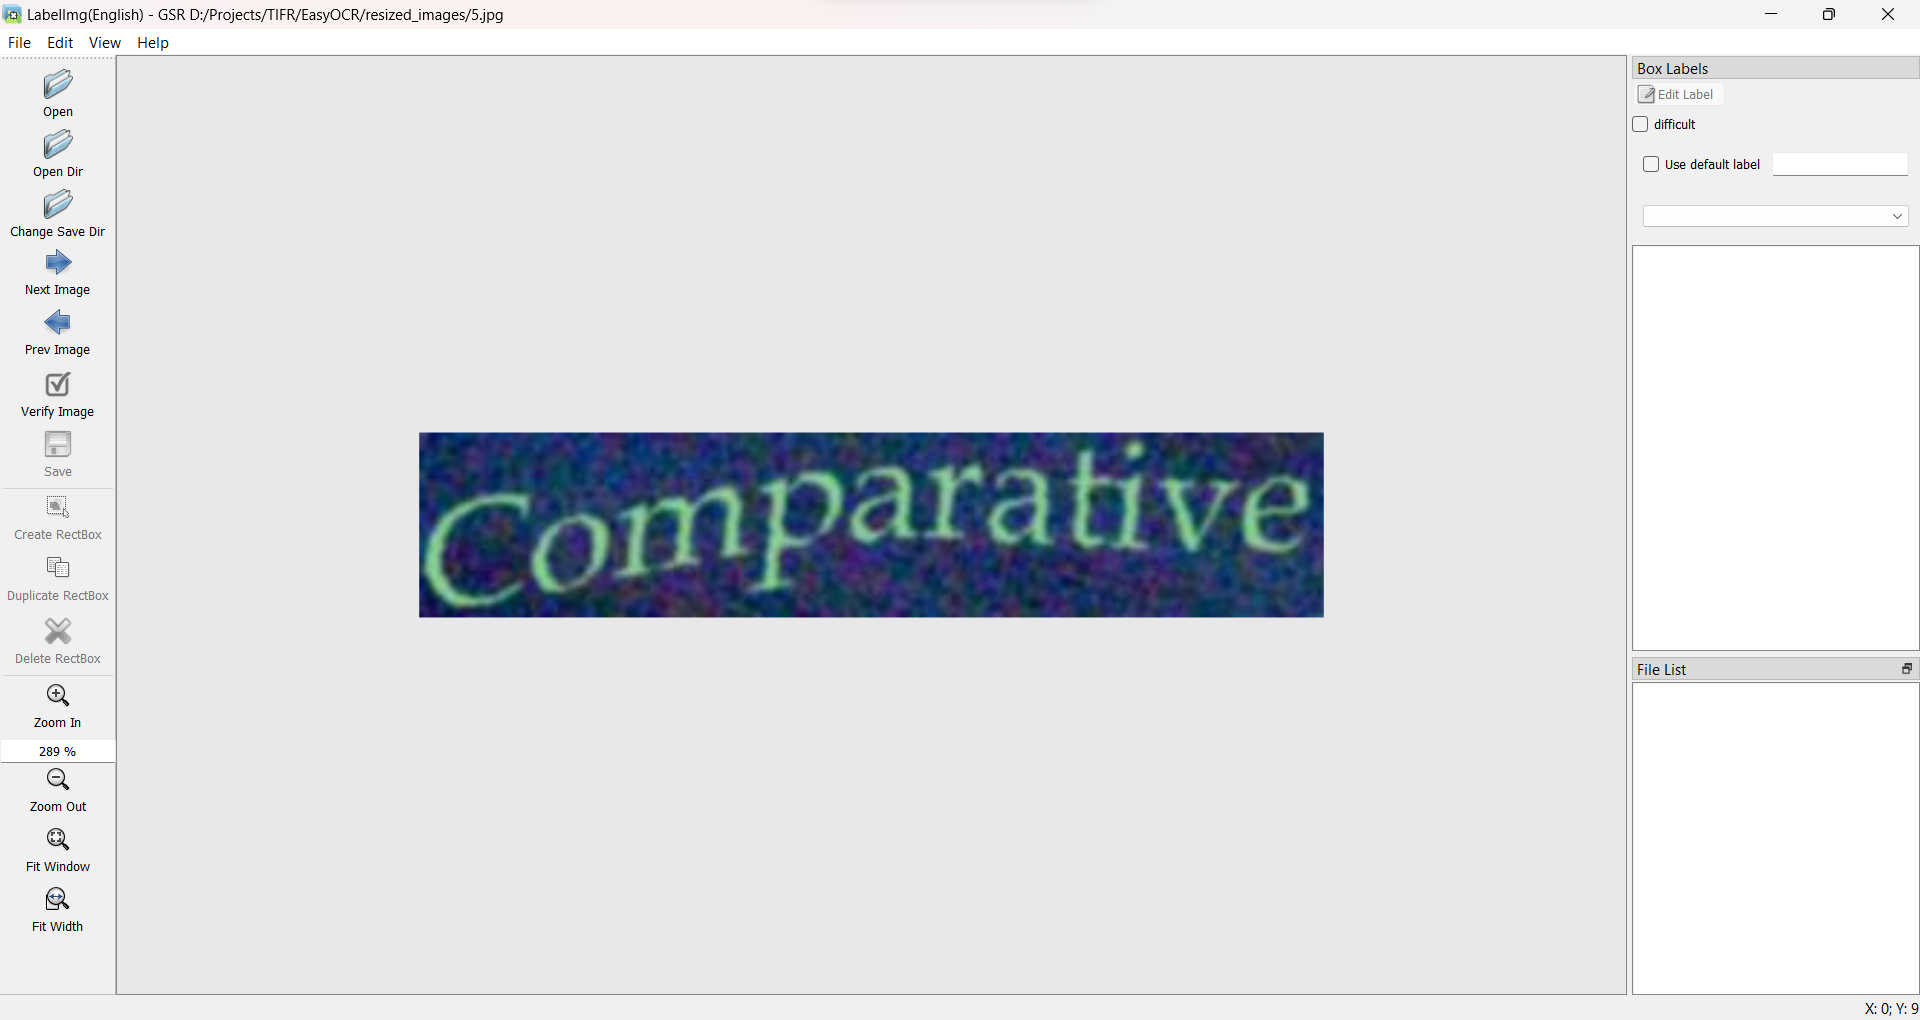 LabelImg(English) - GSR D:/Projects/TIFR/EasyOCR/resized_images/5.jpg
File Edit View Help
Open
Open Dir
Change Save Dir
Next Image
Prev Image
Verify Image
Save
Create RectBox
Duplicate RectBox
Delete RectBox
Zoom In
289 %
Zoom Out
Fit Window
Fit Width
Comparative
Box Labels
Edit Label
difficult
Use default label
File List
X: 0; Y: 9